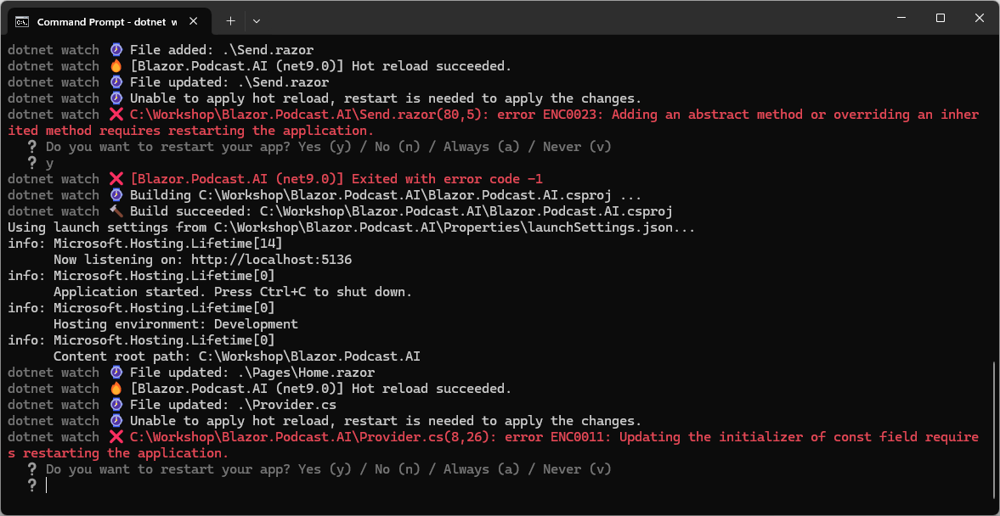 Command Prompt - dotnet w
dotnet watch ⌚ File added: .\Send.razor
dotnet watch 🔥 [Blazor.Podcast.AI (net9.0)] Hot reload succeeded.
dotnet watch ⌚ File updated: .\Send.razor
dotnet watch ⌚ Unable to apply hot reload, restart is needed to apply the changes.
dotnet watch ❌ C:\Workshop\Blazor.Podcast.AI\Send.razor(80,5): error ENC0023: Adding an abstract method or overriding an inher
ited method requires restarting the application.
❔ Do you want to restart your app? Yes (y) / No (n) / Always (a) / Never (v)
❔ y
dotnet watch ❌ [Blazor.Podcast.AI (net9.0)] Exited with error code -1
dotnet watch ⌚ Building C:\Workshop\Blazor.Podcast.AI\Blazor.Podcast.AI.csproj ...
dotnet watch 🔨 Build succeeded: C:\Workshop\Blazor.Podcast.AI\Blazor.Podcast.AI.csproj
Using launch settings from C:\Workshop\Blazor.Podcast.AI\Properties\launchSettings.json...
info: Microsoft.Hosting.Lifetime[14]
Now listening on: http://localhost:5136
info: Microsoft.Hosting.Lifetime[0]
Application started. Press Ctrl+C to shut down.
info: Microsoft.Hosting.Lifetime[0]
Hosting environment: Development
info: Microsoft.Hosting.Lifetime[0]
Content root path: C:\Workshop\Blazor.Podcast.AI
dotnet watch ⌚ File updated: .\Pages\Home.razor
dotnet watch 🔥 [Blazor.Podcast.AI (net9.0)] Hot reload succeeded.
dotnet watch ⌚ File updated: .\Provider.cs
dotnet watch ⌚ Unable to apply hot reload, restart is needed to apply the changes.
dotnet watch ❌ C:\Workshop\Blazor.Podcast.AI\Provider.cs(8,26): error ENC0011: Updating the initializer of const field require
s restarting the application.
❔ Do you want to restart your app? Yes (y) / No (n) / Always (a) / Never (v)
❔